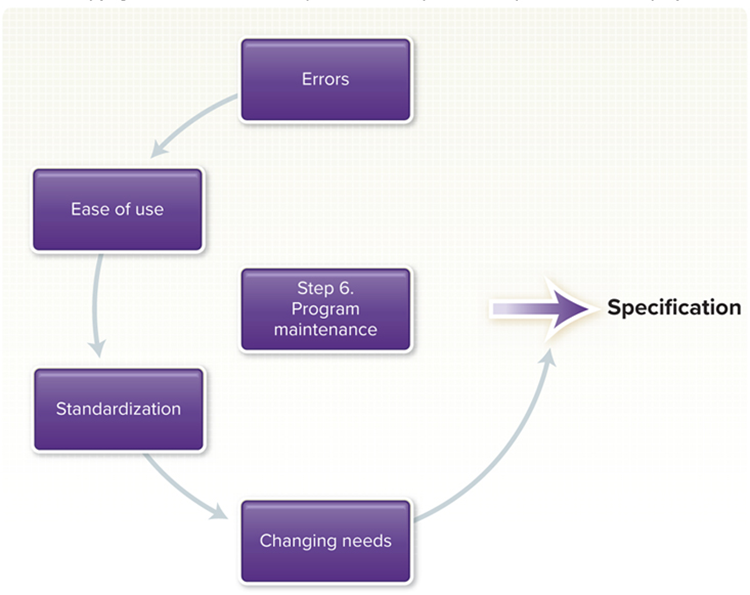 Errors
Ease of use
Step 6.
Program
maintenance
Specification
Standardization
Changing needs